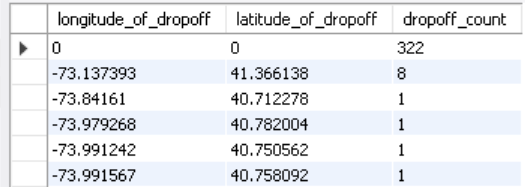 longitude_of_dropoff latitude_of_dropoff dropoff_count
0 0 322
-73.137393 41.366138 8
-73.84161 40.712278 1
-73.979268 40.782004 1
-73.991242 40.750562 1
-73.991567 40.758092 1